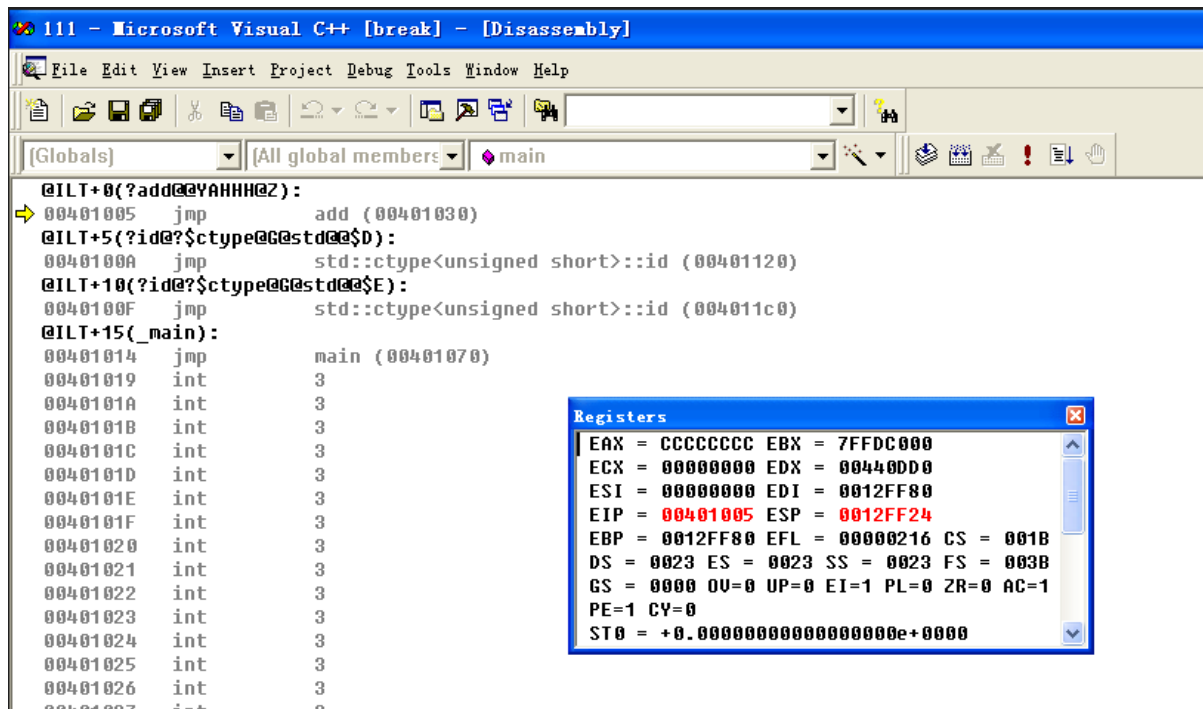 111 - Microsoft Visual C++ [break] - [Disassembly]
File Edit View Insert Project Debug Tools Window Help
(Globals) (All global members main
@ILT+0(?add@@YAHHH@Z):
00401005 jmp add (00401030)
@ILT+5(?id@?$ctype@G@std@@$D):
0040100A jmp std::ctype<unsigned short>::id (00401120)
@ILT+10(?id@?$ctype@G@std@@$E):
0040100F jmp std::ctype<unsigned short>::id (004011c0)
@ILT+15(_main):
00401014 jmp main (00401070)
00401019 int 3
0040101A int 3
0040101B int 3
0040101C int 3
0040101D int 3
0040101E int 3
0040101F int 3
00401020 int 3
00401021 int 3
00401022 int 3
00401023 int 3
00401024 int 3
00401025 int 3
00401026 int 3
Registers
EAX = CCCCCCCC EBX = 7FFDC000
ECX = 00000000 EDX = 00440DD0
ESI = 00000000 EDI = 0012FF80
EIP = 00401005 ESP = 0012FF24
EBP = 0012FF80 EFL = 00000216 CS = 001B
DS = 0023 ES = 0023 SS = 0023 FS = 003B
GS = 0000 OV=0 UP=0 EI=1 PL=0 ZR=0 AC=1
PE=1 CY=0
ST0 = +0.00000000000000000e+0000